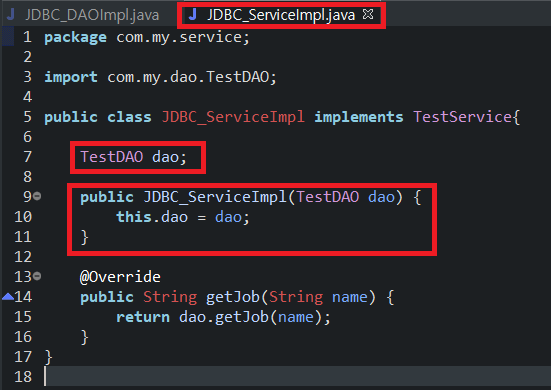 JDBC_DAOImpl.java JDBC_ServiceImpl.java
1 package com.my.service;
2
3 import com.my.dao.TestDAO;
4
5 public class JDBC_ServiceImpl implements TestService{
6
7 TestDAO dao;
8
9 public JDBC_ServiceImpl(TestDAO dao) {
10 this.dao = dao;
11 }
12
13 @Override
14 public String getJob(String name) {
15 return dao.getJob(name);
16 }
17 }
18